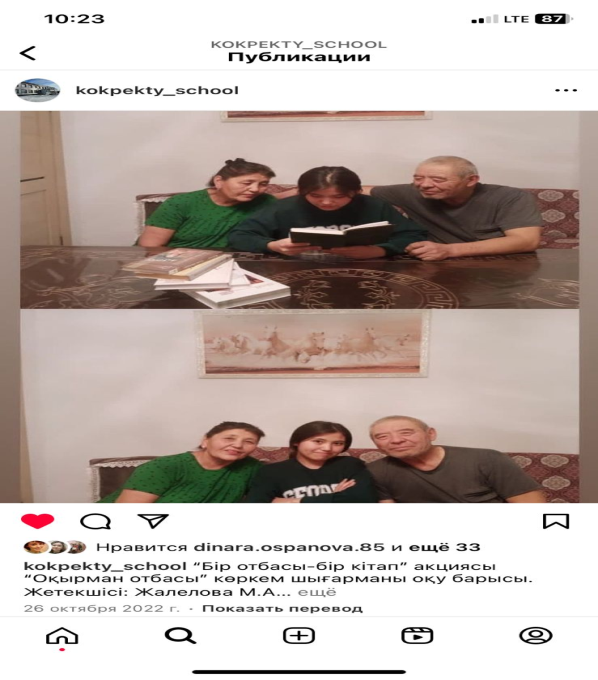 10:23
LTE 87
KOKPEKTY_SCHOOL
Публикации
kokpekty_school
Нравится dinara.ospanova.85 и ещё 33
kokpekty_school “Бір отбасы-бір кітап” акциясы
“Оқырман отбасы” көркем шығарманы оқу барысы.
Жетекшісі: Жалелова М.А... ещё
26 октября 2022 г. · Показать перевод